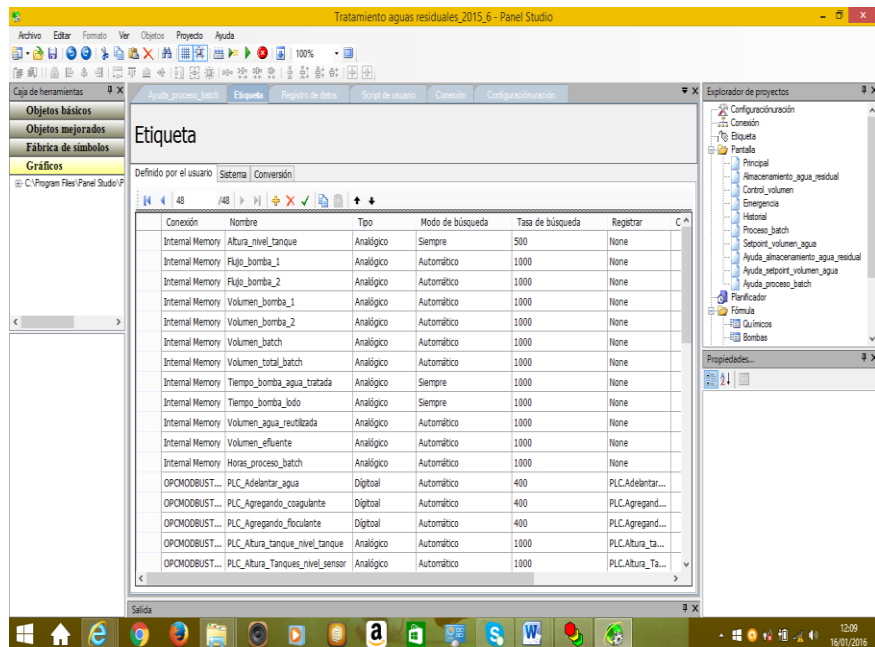 Tratamiento aguas residuales_2015_6 - Panel Studio
Archivo Editar Formato Ver Objetos Proyecto Ayuda
100%
Caja de herramientas
Objetos básicos
Objetos mejorados
Fábrica de símbolos
Gráficos
C:\Program Files\Panel Studio\P
Ayuda_proceso_batch Etiqueta Registro de datos Script de usuario Conexión Configuraciónuración
Etiqueta
Definido por el usuario Sistema Conversión
48 /48
Conexión Nombre Tipo Modo de búsqueda Tasa de búsqueda Registrar C
Internal Memory Altura_nivel_tanque Analógico Siempre 500 None
Internal Memory Flujo_bomba_1 Analógico Automático 1000 None
Internal Memory Flujo_bomba_2 Analógico Automático 1000 None
Internal Memory Volumen_bomba_1 Analógico Automático 1000 None
Internal Memory Volumen_bomba_2 Analógico Automático 1000 None
Internal Memory Volumen_batch Analógico Automático 1000 None
Internal Memory Volumen_total_batch Analógico Automático 1000 None
Internal Memory Tiempo_bomba_agua_tratada Analógico Siempre 1000 None
Internal Memory Tiempo_bomba_lodo Analógico Siempre 1000 None
Internal Memory Volumen_agua_reutilizada Analógico Automático 1000 None
Internal Memory Volumen_efluente Analógico Automático 1000 None
Internal Memory Horas_proceso_batch Analógico Automático 1000 None
OPCMODBUST... PLC_Adelantar_agua Dígitoal Automático 400 PLC.Adelantar...
OPCMODBUST... PLC_Agregando_coagulante Dígitoal Automático 400 PLC.Agregand...
OPCMODBUST... PLC_Agregando_floculante Dígitoal Automático 400 PLC.Agregand...
OPCMODBUST... PLC_Altura_tanque_nivel_tanque Analógico Automático 1000 PLC.Altura_ta...
OPCMODBUST... PLC_Altura_Tanques_nivel_sensor Analógico Automático 1000 PLC.Altura_Ta...
Salida
Explorador de proyectos
Configuraciónuración
Conexión
Etiqueta
Pantalla
Principal
Almacenamiento_agua_residual
Control_volumen
Emergencia
Historial
Proceso_batch
Setpoint_volumen_agua
Ayuda_almacenamiento_agua_residual
Ayuda_setpoint_volumen_agua
Ayuda_proceso_batch
Planificador
Fórmula
Químicos
Bombas
Propiedades...
12:09
16/01/2016